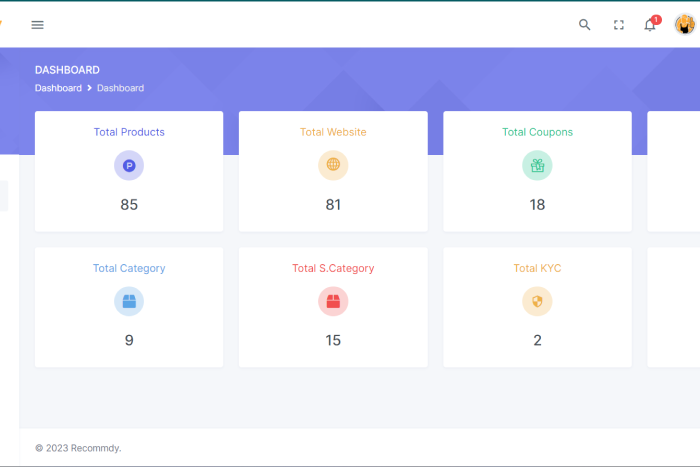 1
DASHBOARD
Dashboard > Dashboard
Total Products
Total Website
Total Coupons
P
85
81
18
Total Category
Total S.Category
Total KYC
9
15
2
© 2023 Recommdy.